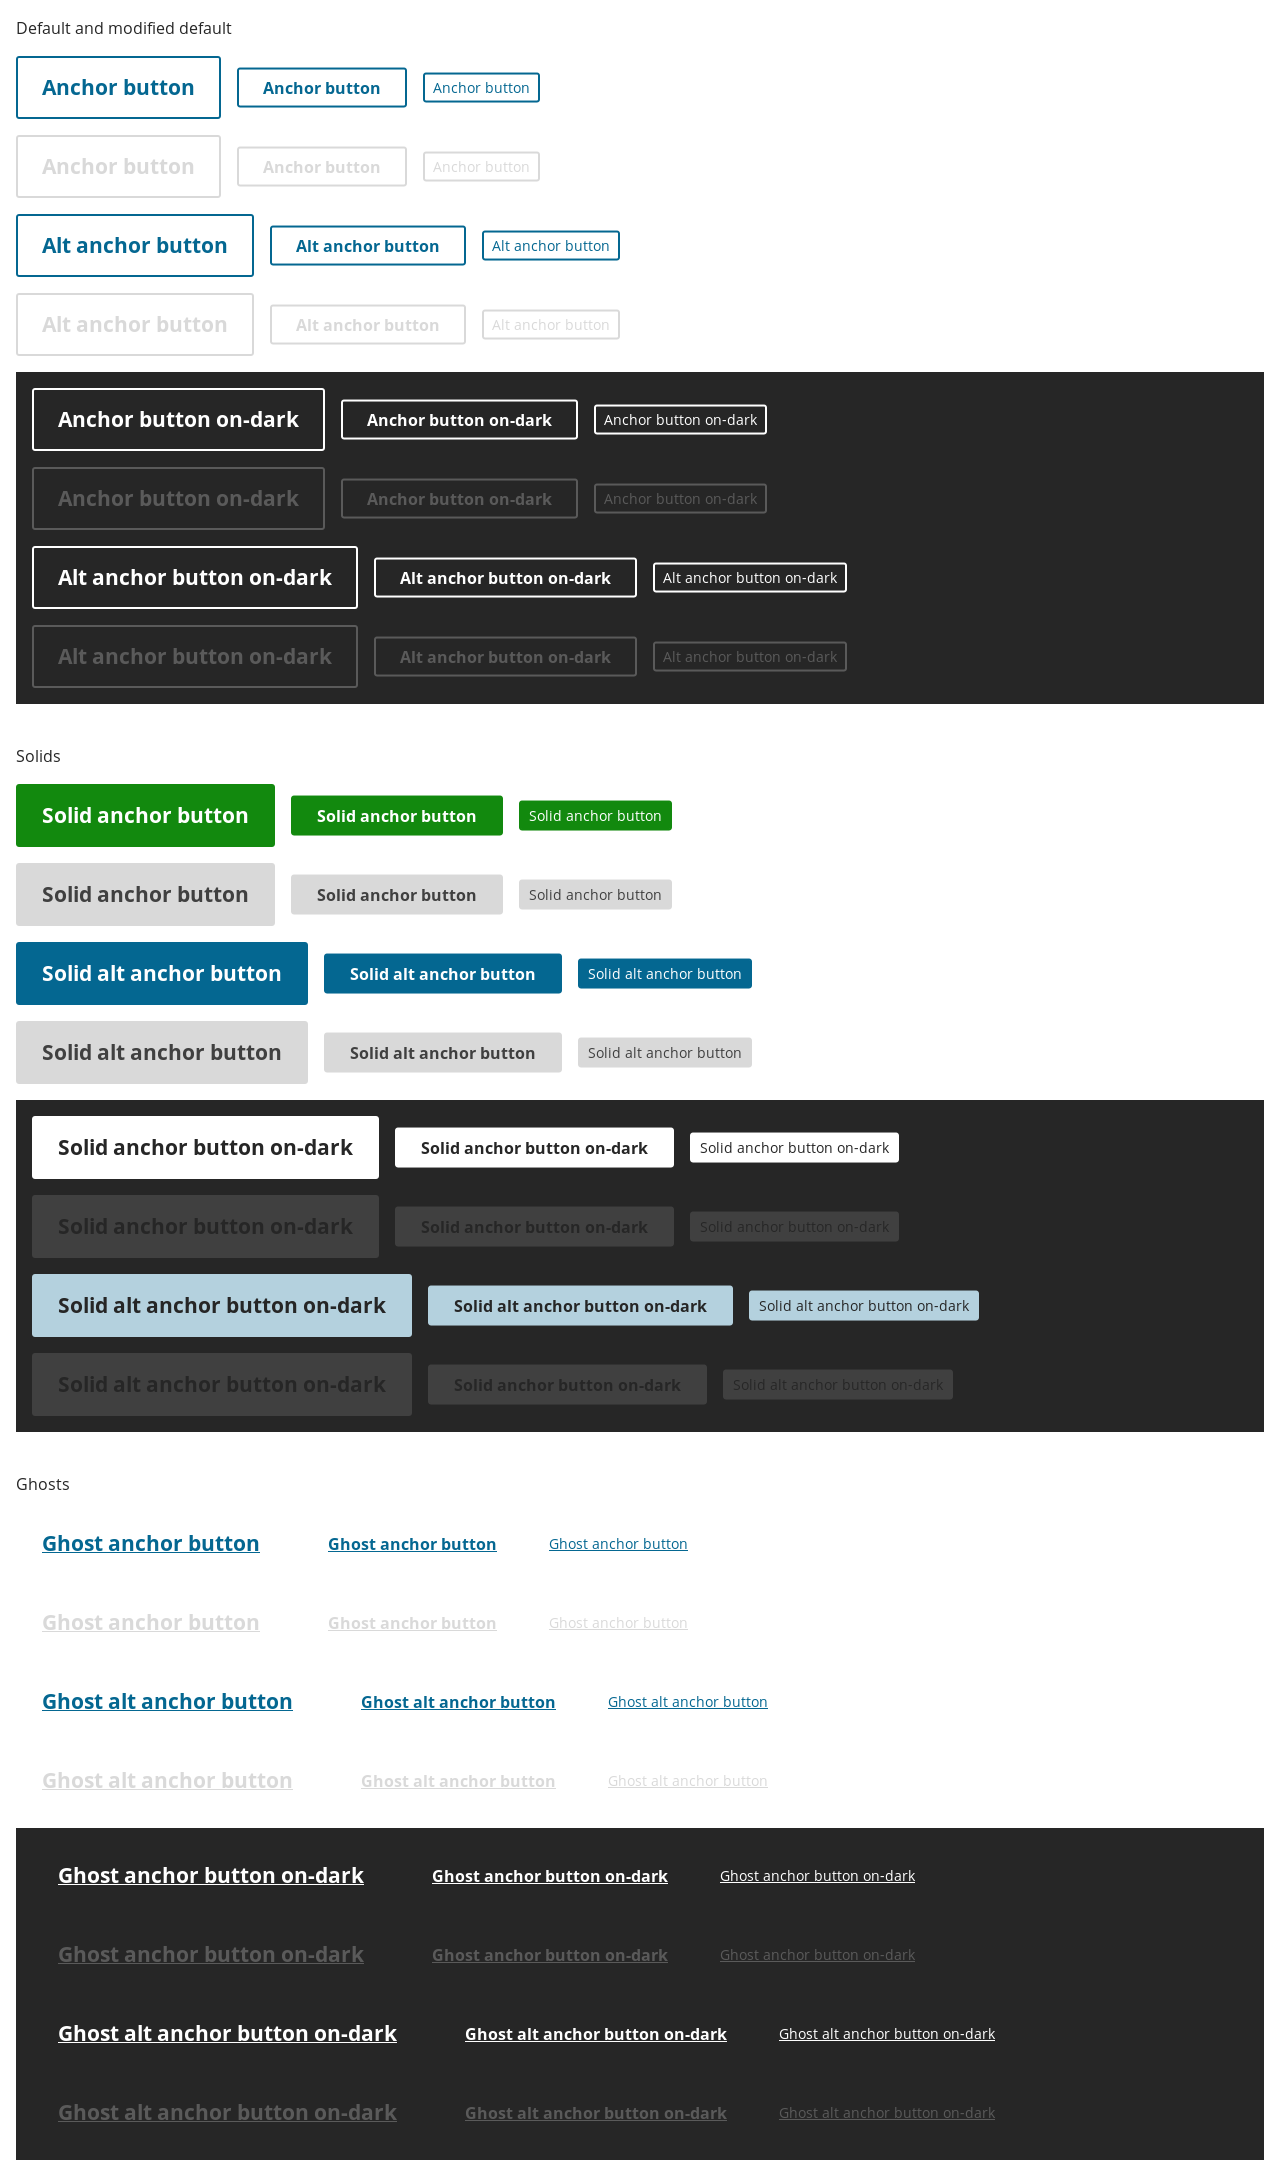 Default and modified default
Anchor button Anchor button Anchor button
Anchor button Anchor button Anchor button
Alt anchor button Alt anchor button Alt anchor button
Alt anchor button Alt anchor button Alt anchor button
Anchor button on-dark Anchor button on-dark Anchor button on-dark
Anchor button on-dark Anchor button on-dark Anchor button on-dark
Alt anchor button on-dark Alt anchor button on-dark Alt anchor button on-dark
Alt anchor button on-dark Alt anchor button on-dark Alt anchor button on-dark
Solids
Solid anchor button Solid anchor button Solid anchor button
Solid anchor button Solid anchor button Solid anchor button
Solid alt anchor button Solid alt anchor button Solid alt anchor button
Solid alt anchor button Solid alt anchor button Solid alt anchor button
Solid anchor button on-dark Solid anchor button on-dark Solid anchor button on-dark
Solid anchor button on-dark Solid anchor button on-dark Solid anchor button on-dark
Solid alt anchor button on-dark Solid alt anchor button on-dark Solid alt anchor button on-dark
Solid alt anchor button on-dark Solid anchor button on-dark Solid alt anchor button on-dark
Ghosts
Ghost anchor button Ghost anchor button Ghost anchor button
Ghost anchor button Ghost anchor button Ghost anchor button
Ghost alt anchor button Ghost alt anchor button Ghost alt anchor button
Ghost alt anchor button Ghost alt anchor button Ghost alt anchor button
Ghost anchor button on-dark Ghost anchor button on-dark Ghost anchor button on-dark
Ghost anchor button on-dark Ghost anchor button on-dark Ghost anchor button on-dark
Ghost alt anchor button on-dark Ghost alt anchor button on-dark Ghost alt anchor button on-dark
Ghost alt anchor button on-dark Ghost alt anchor button on-dark Ghost alt anchor button on-dark